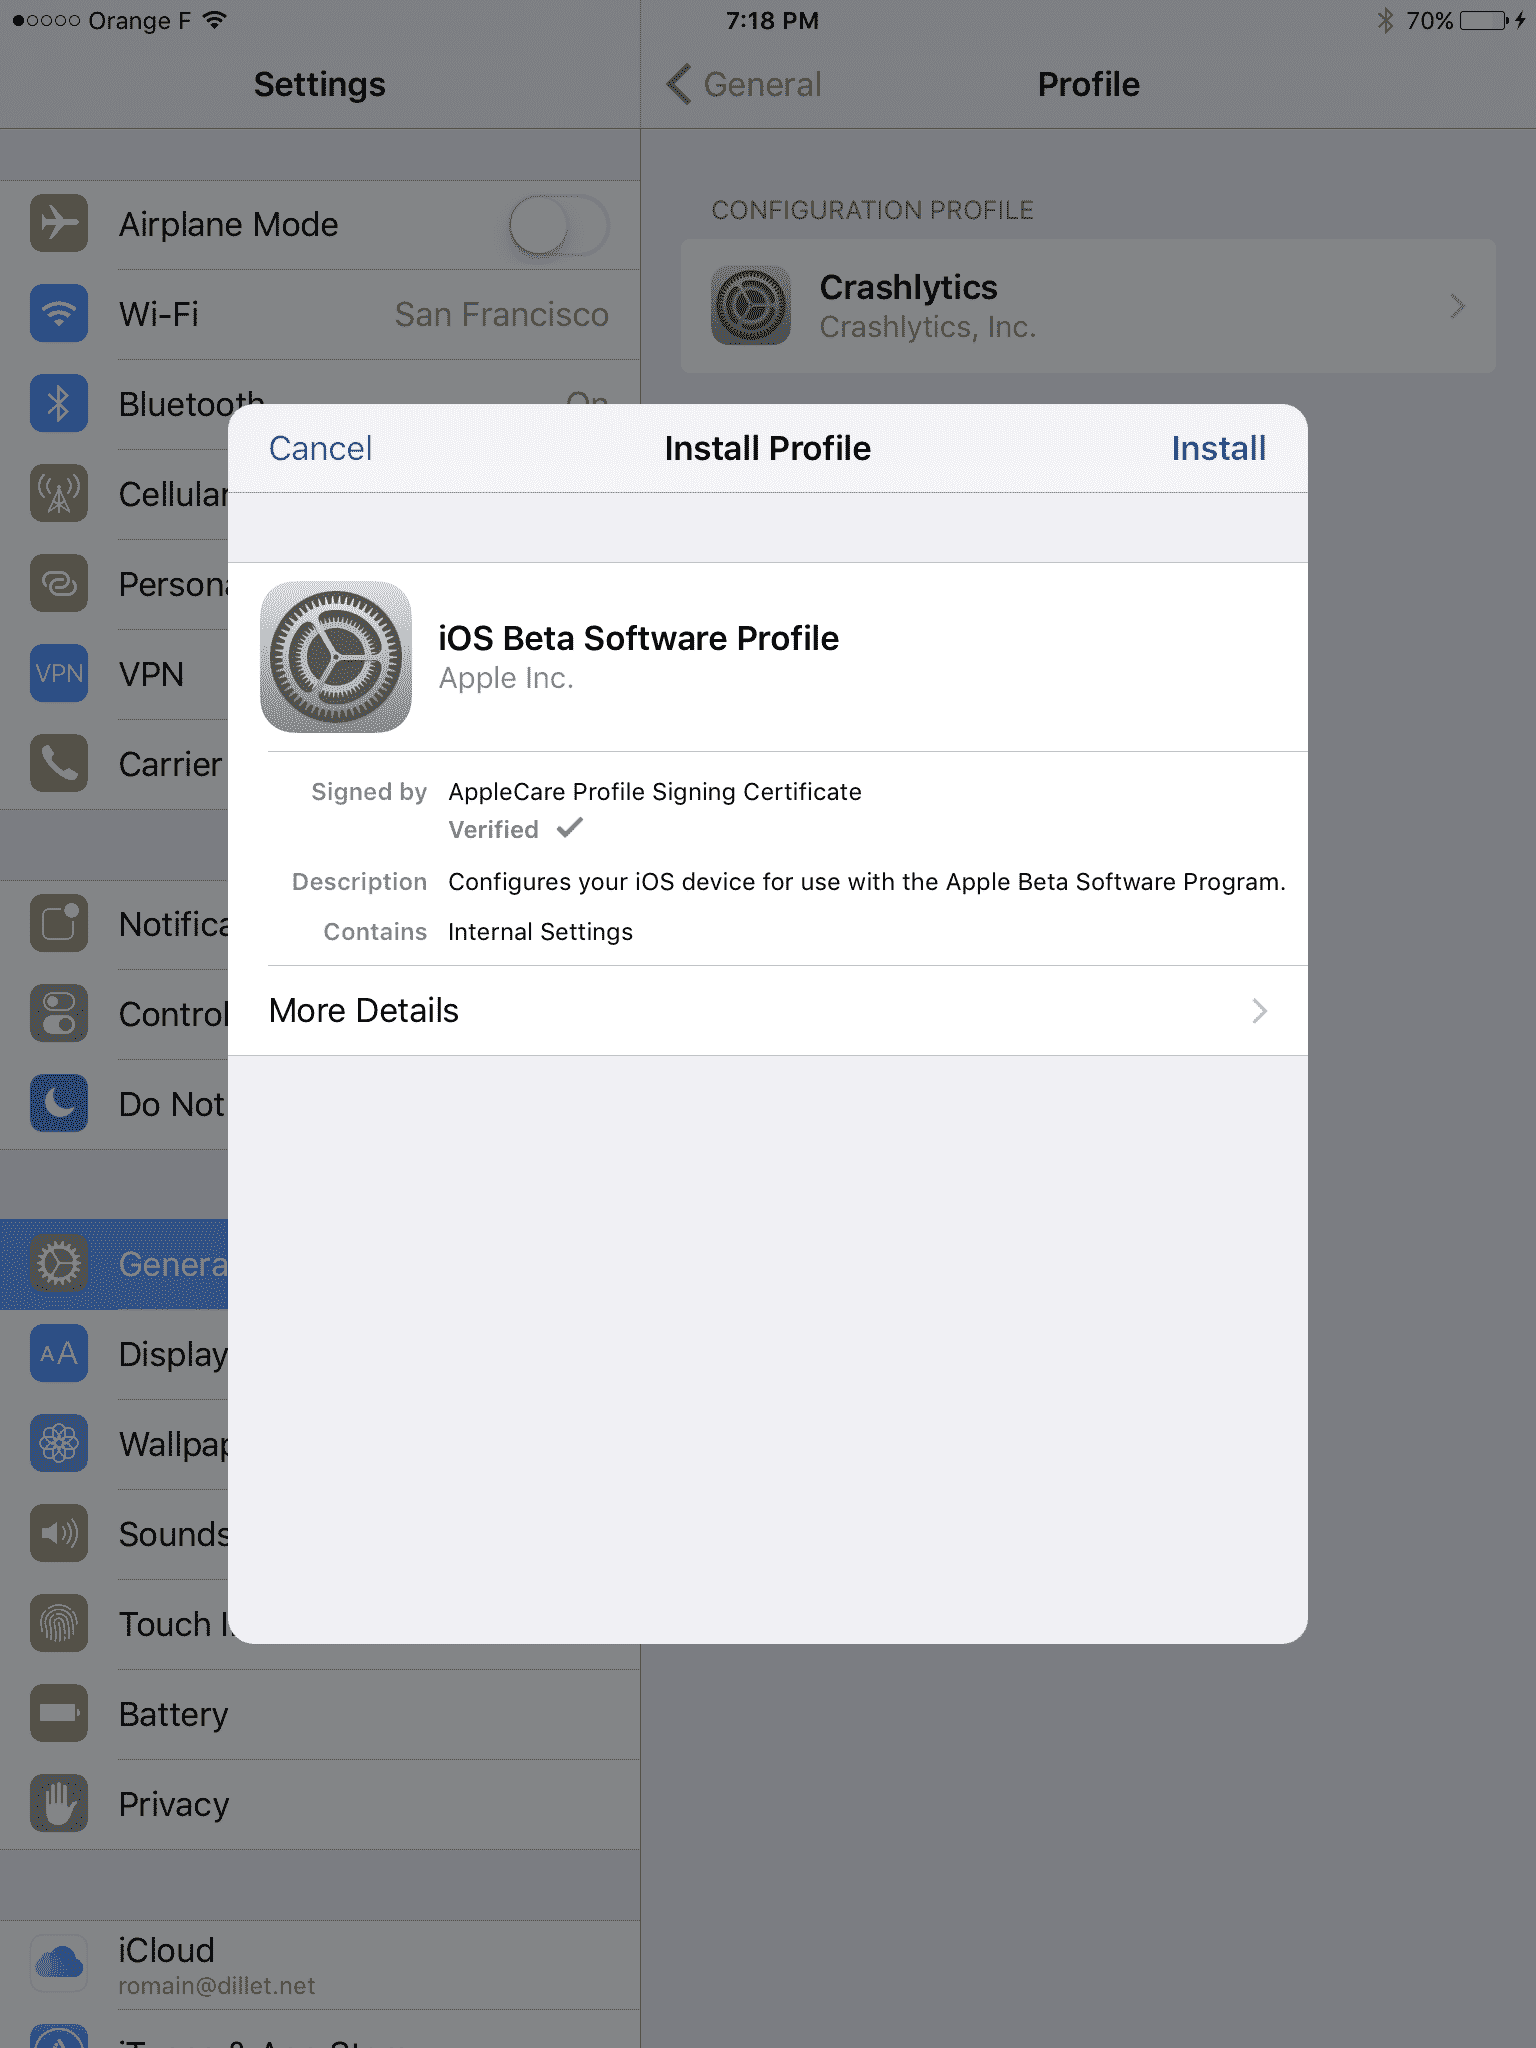 Orange F
7:18 PM
70%
Settings
General
Profile
Airplane Mode
Wi-Fi
San Francisco
Bluetooth
On
Cellular
Persona
VPN
VPN
Carrier
Notifica
Control
Do Not
Genera
AA
Display
Wallpap
Sounds
Touch I
Battery
Privacy
iCloud
romain@dillet.net
CONFIGURATION PROFILE
Crashlytics
Crashlytics, Inc.
Cancel
Install Profile
Install
iOS Beta Software Profile
Apple Inc.
Signed by AppleCare Profile Signing Certificate
Verified
Description Configures your iOS device for use with the Apple Beta Software Program.
Contains Internal Settings
More Details